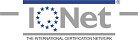 IQNet
THE INTERNATIONAL CERTIFICATION NETWORK